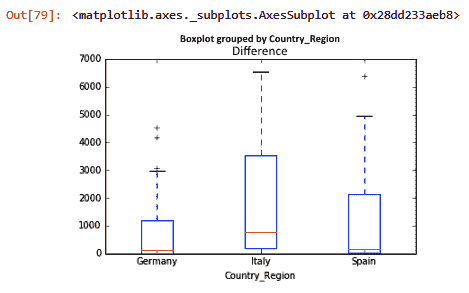 Out[79]: <matplotlib.axes._subplots.AxesSubplot at 0x28dd233aeb8>
Boxplot grouped by Country_Region
Difference
7000
6000
5000
4000
3000
2000
1000
0
Germany Italy Spain
Country_Region